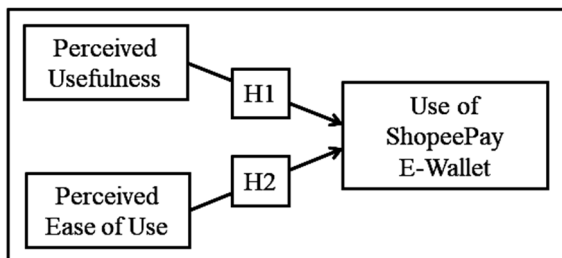 Perceived
Usefulness
H1
Use of
ShopeePay
E-Wallet
H2
Perceived
Ease of Use